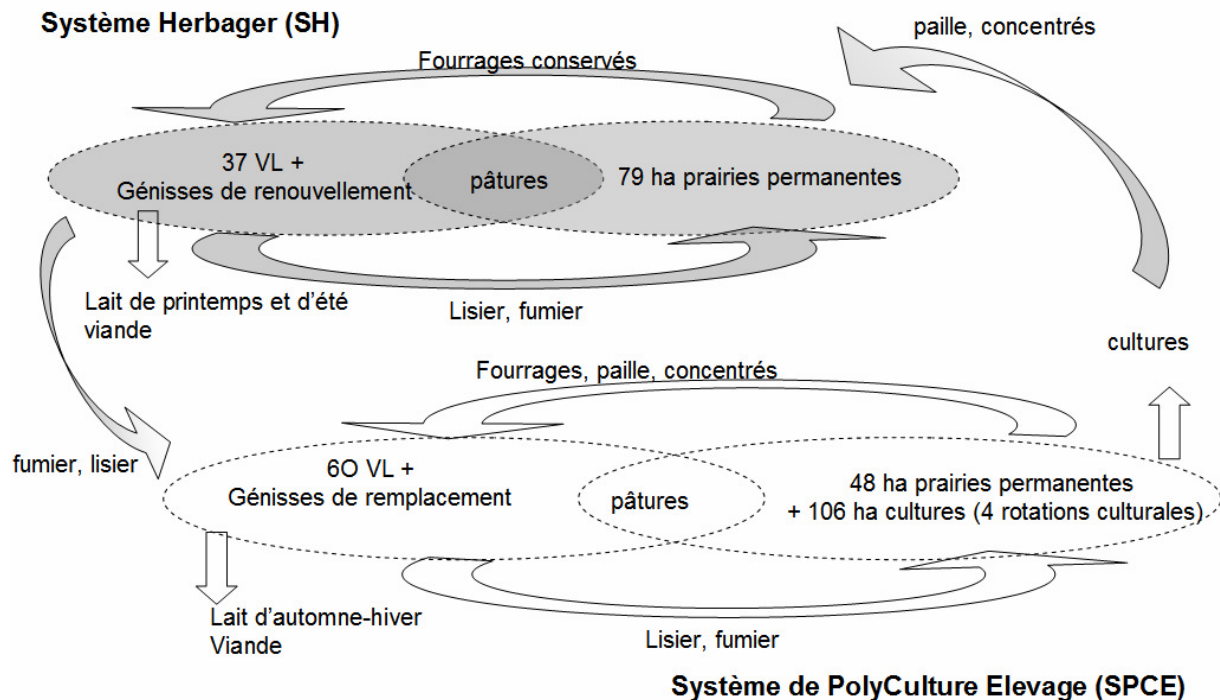 Système Herbager (SH)
paille, concentrés
Fourrages conservés
37 VL +
Génisses de renouvellement
pâtures
79 ha prairies permanentes
Lait de printemps et d'été
viande
Lisier, fumier
cultures
Fourrages, paille, concentrés
fumier, lisier
6O VL +
Génisses de remplacement
pâtures
48 ha prairies permanentes
+ 106 ha cultures (4 rotations culturales)
Lait d'automne-hiver
Viande
Lisier, fumier
Système de PolyCulture Elevage (SPCE)